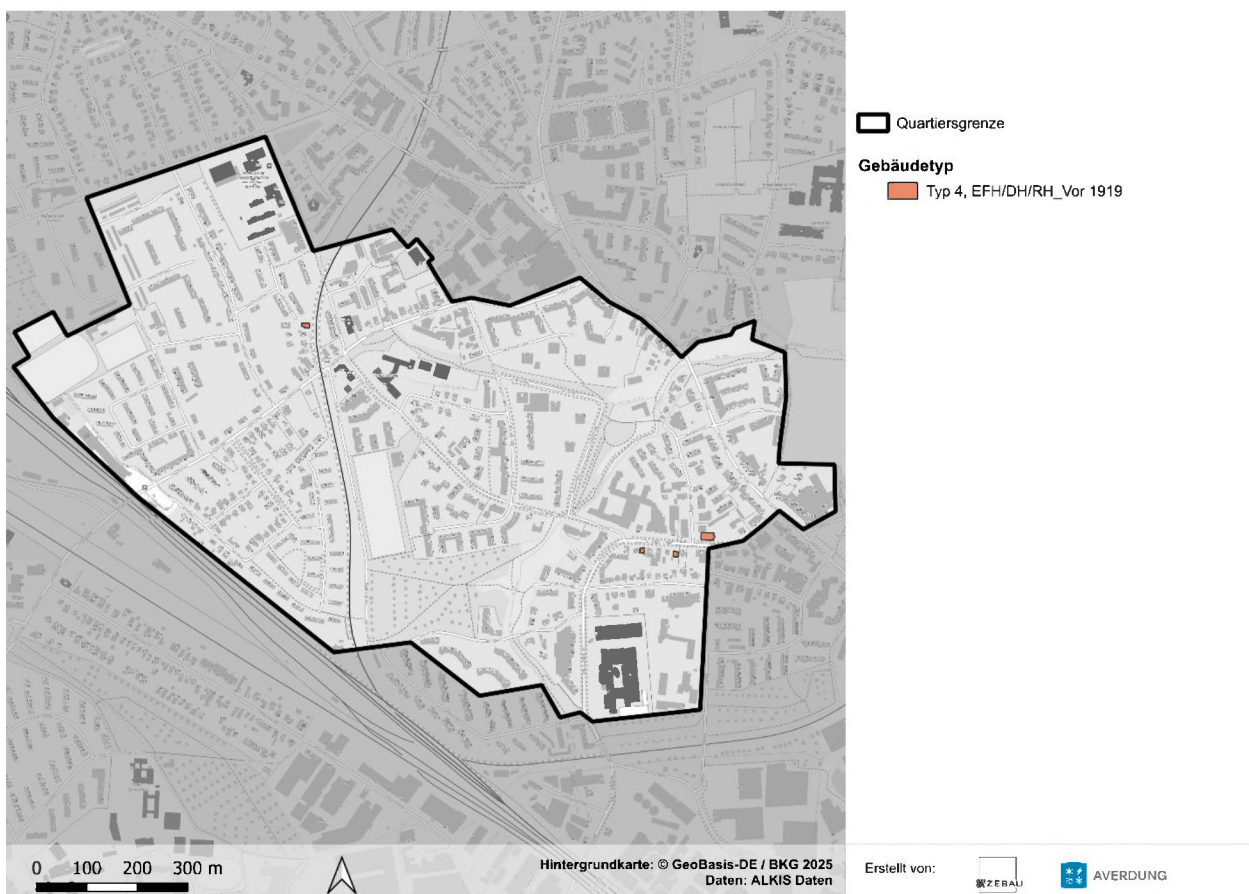 Quartiersgrenze
Gebäudetyp
Typ 4, EFH/DH/RH_Vor 1919
0 100 200 300 m
Hintergrundkarte: © GeoBasis-DE / BKG 2025
Daten: ALKIS Daten
Erstellt von:
ZEBAU
AVERDUNG